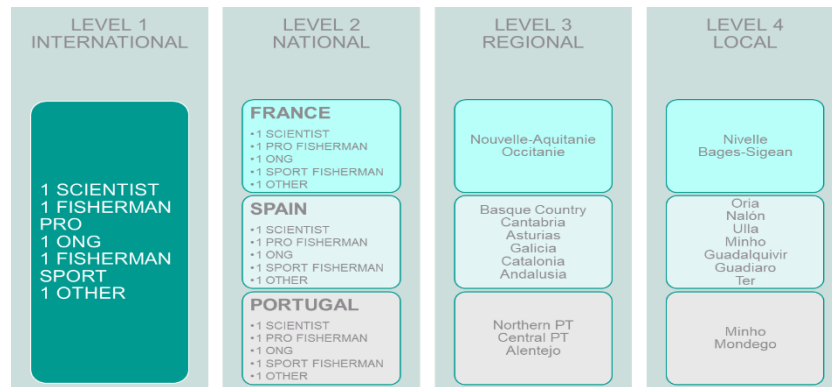 LEVEL 1
INTERNATIONAL
1 SCIENTIST
1 FISHERMAN
PRO
1 ONG
1 FISHERMAN
SPORT
1 OTHER
LEVEL 2
NATIONAL
FRANCE
•1 SCIENTIST
•1 PRO FISHERMAN
•1 ONG
•1 SPORT FISHERMAN
•1 OTHER
SPAIN
•1 SCIENTIST
•1 PRO FISHERMAN
•1 ONG
•1 SPORT FISHERMAN
•1 OTHER
PORTUGAL
•1 SCIENTIST
•1 PRO FISHERMAN
•1 ONG
•1 SPORT FISHERMAN
•1 OTHER
LEVEL 3
REGIONAL
Nouvelle-Aquitanie
Occitanie
Basque Country
Cantabria
Asturias
Galicia
Catalonia
Andalusia
Northern PT
Central PT
Alentejo
LEVEL 4
LOCAL
Nivelle
Bages-Sigean
Oria
Nalón
Ulla
Minho
Guadalquivir
Guadiaro
Ter
Minho
Mondego